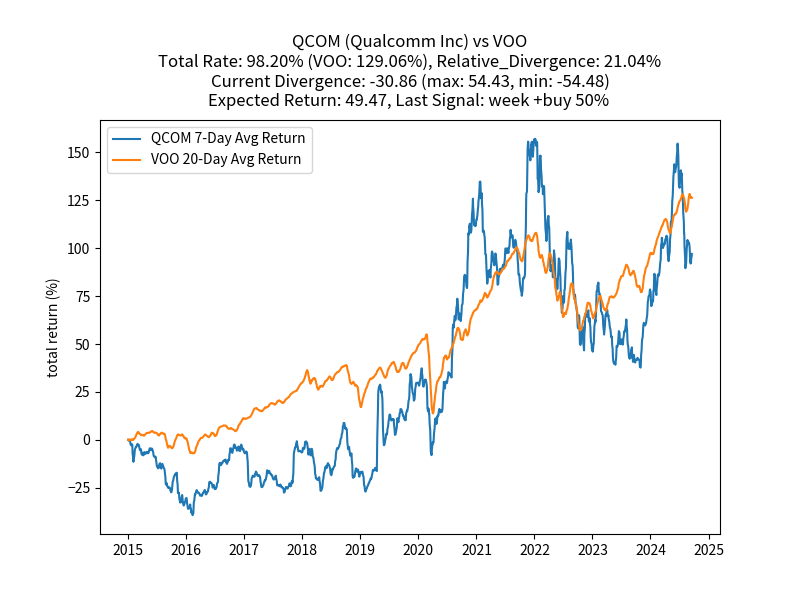 QCOM (Qualcomm Inc) vs VOO
Total Rate: 98.20% (VOO: 129.06%), Relative_Divergence: 21.04%
Current Divergence: -30.86 (max: 54.43, min: -54.48)
Expected Return: 49.47, Last Signal: week +buy 50%
QCOM 7-Day Avg Return
VOO 20-Day Avg Return
total return (%)
150
125
100
75
50
25
0
−25
2015 2016 2017 2018 2019 2020 2021 2022 2023 2024 2025